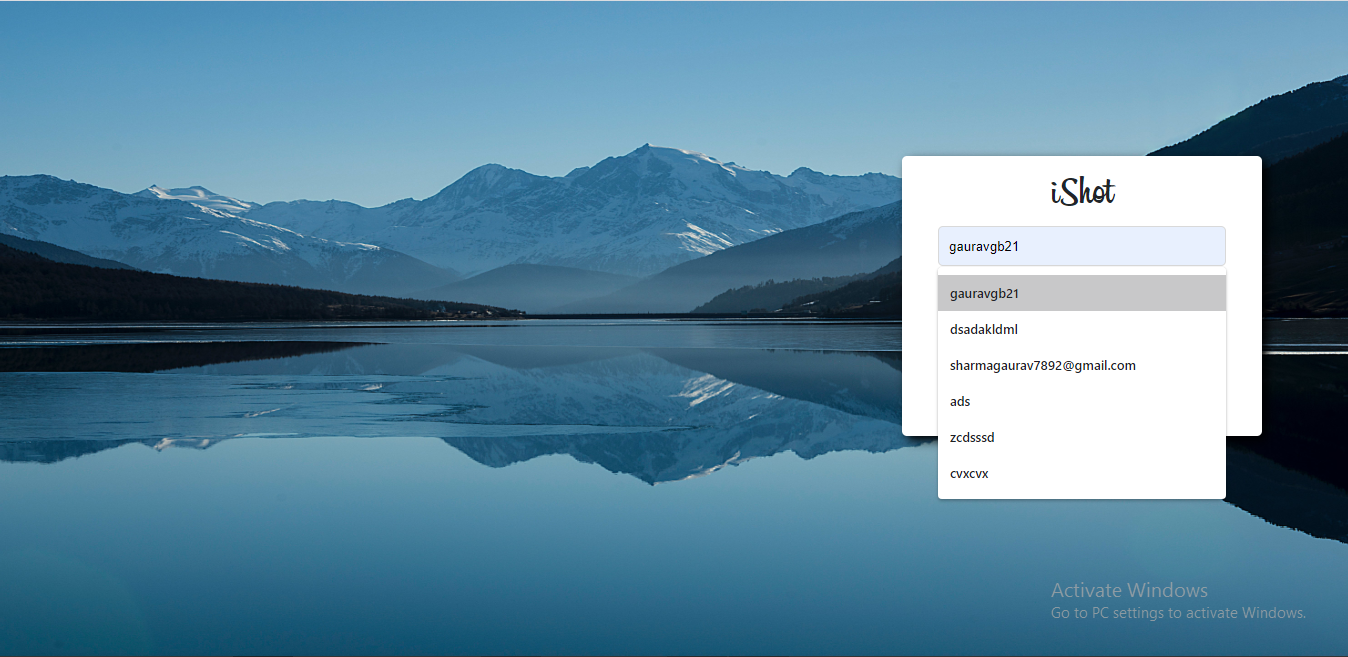 iShot
gauravgb21
gauravgb21
dsadakldml
sharmagaurav7892@gmail.com
ads
zcdsssd
cvxcvx
Activate Windows
Go to PC settings to activate Windows.